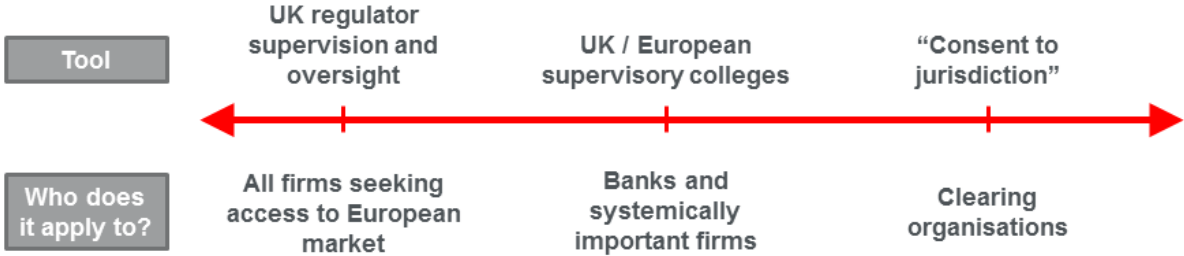 Tool
UK regulator
supervision and
oversight
UK / European
supervisory colleges
“Consent to
jurisdiction”
Who does
it apply to?
All firms seeking
access to European
market
Banks and
systemically
important firms
Clearing
organisations